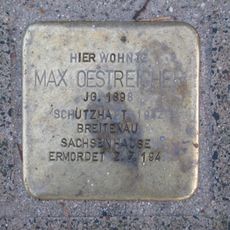 HIER WOHNTE
MAX OESTREICHER
JG. 1898
SCHUTZHAFT
BREITENAU
SACHSENHAUSEN
ERMORDET